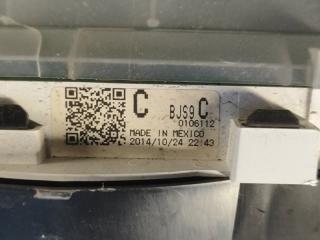 C BJS9 C
0106112
MADE IN MEXICO
2014/10/24 22:43